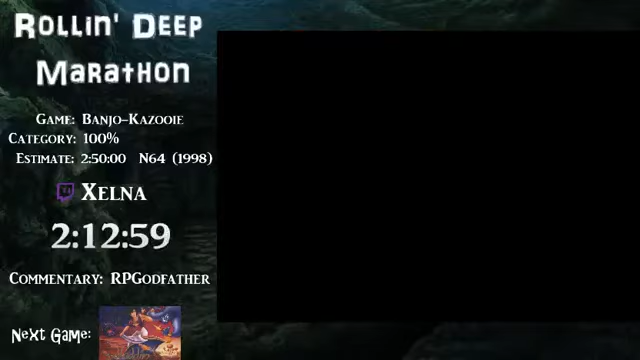 Rollin' Deep
Marathon
Game: Banjo-Kazooie
Category: 100%
Estimate: 2:50:00 N64 (1998)
Xelna
2:12:59
Commentary: RPGodfather
Next Game: